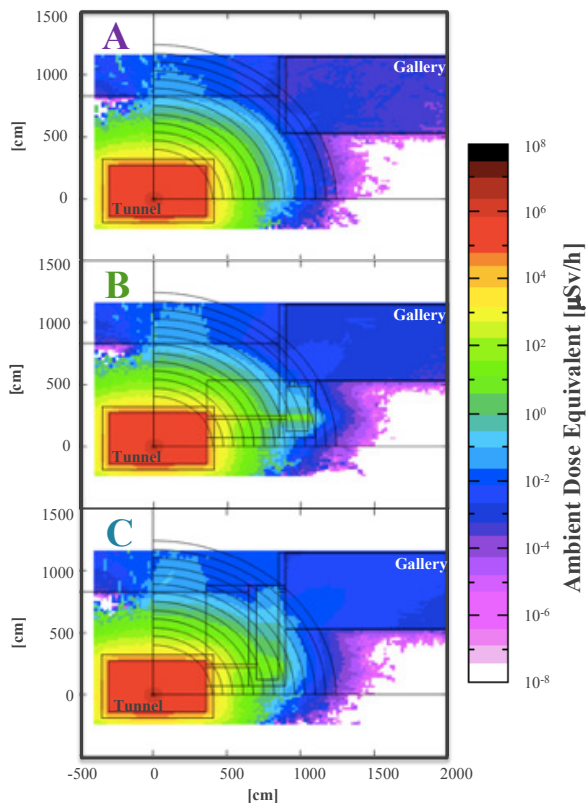 1500
A
Gallery
1000
[cm]
500
0
Tunnel
1500
B
Gallery
1000
[cm]
500
0
Tunnel
1500
C
Gallery
1000
[cm]
500
0
Tunnel
-500
0
500
1000
1500
2000
[cm]
10⁸
10⁶
10⁴
10²
10⁰
10⁻²
10⁻⁴
10⁻⁶
10⁻⁸
Ambient Dose Equivalent [µSv/h]